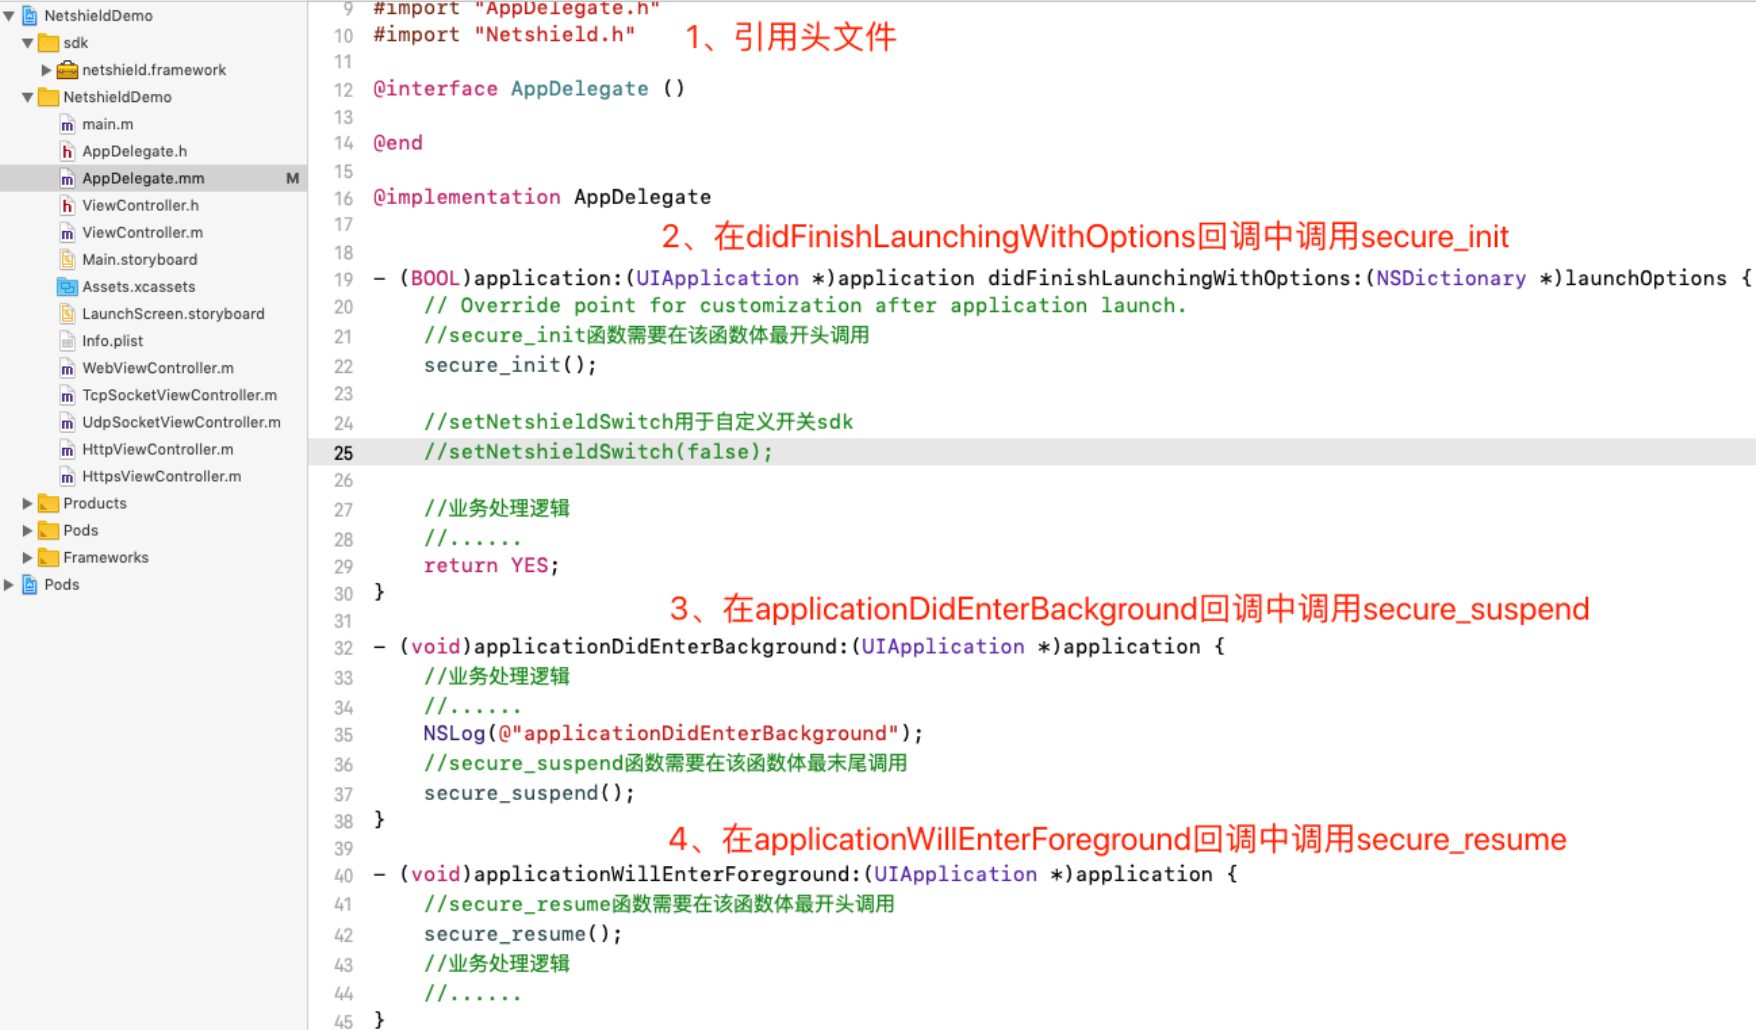 NetshieldDemo
sdk
netshield.framework
NetshieldDemo
main.m
AppDelegate.h
AppDelegate.mm M
ViewController.h
ViewController.m
Main.storyboard
Assets.xcassets
LaunchScreen.storyboard
Info.plist
WebViewController.m
TcpSocketViewController.m
UdpSocketViewController.m
HttpViewController.m
HttpsViewController.m
Products
Pods
Frameworks
Pods
9 #import "AppDelegate.h"
10 #import "Netshield.h" 1、引用头文件
11
12 @interface AppDelegate ()
13
14 @end
15
16 @implementation AppDelegate
17
2、在didFinishLaunchingWithOptions回调中调用secure_init
18
19 - (BOOL)application:(UIApplication *)application didFinishLaunchingWithOptions:(NSDictionary *)launchOptions {
20 // Override point for customization after application launch.
21 //secure_init函数需要在该函数体最开头调用
22 secure_init();
23
24 //setNetshieldSwitch用于自定义开关sdk
25 //setNetshieldSwitch(false);
26
27 //业务处理逻辑
28 //......
29 return YES;
30 }
3、在applicationDidEnterBackground回调中调用secure_suspend
31
32 - (void)applicationDidEnterBackground:(UIApplication *)application {
33 //业务处理逻辑
34 //......
35 NSLog(@"applicationDidEnterBackground");
36 //secure_suspend函数需要在该函数体最末尾调用
37 secure_suspend();
38 }
4、在applicationWillEnterForeground回调中调用secure_resume
39
40 - (void)applicationWillEnterForeground:(UIApplication *)application {
41 //secure_resume函数需要在该函数体最开头调用
42 secure_resume();
43 //业务处理逻辑
44 //......
45 }